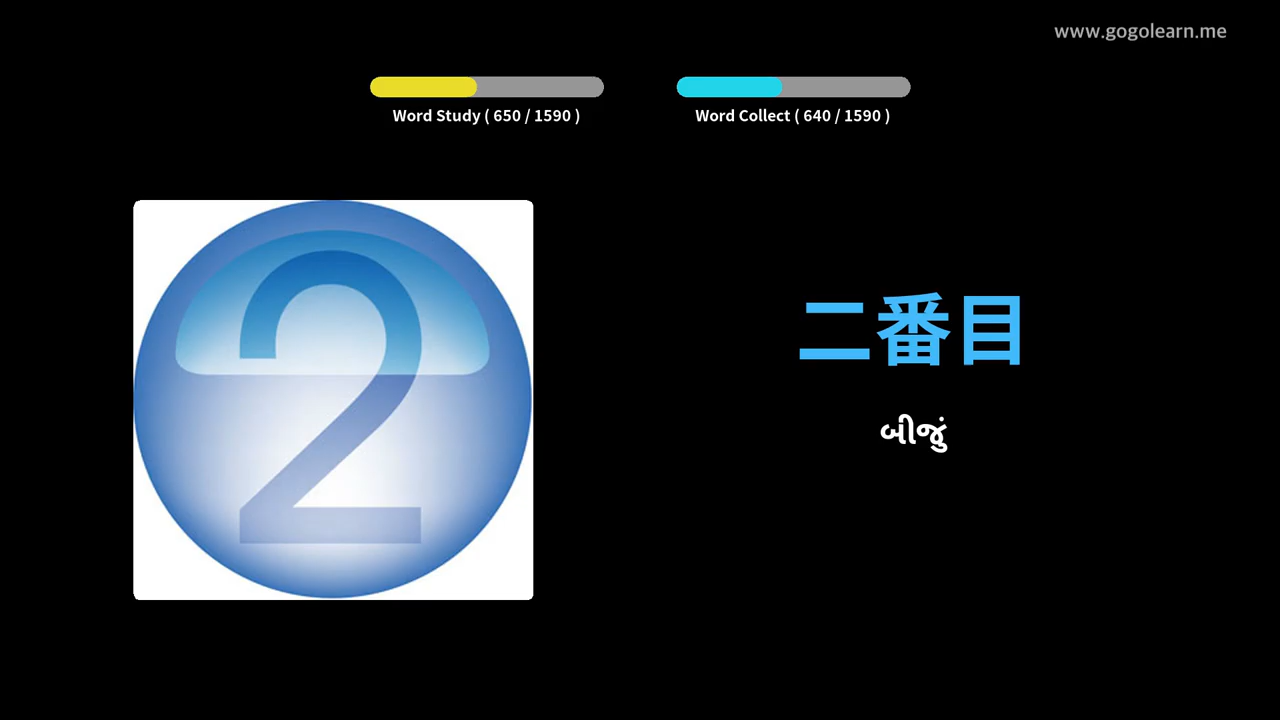 www.gogolearn.me
Word Study ( 650 / 1590 )
Word Collect ( 640 / 1590 )
2
二番目
બીજું